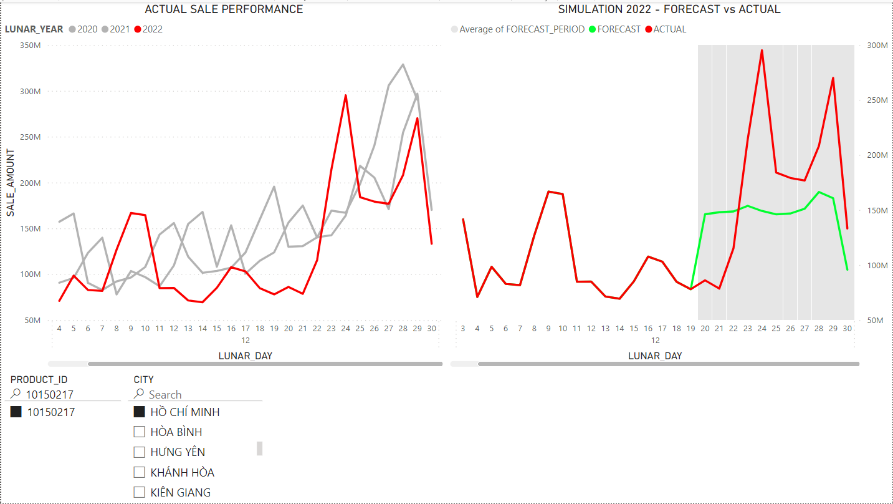 ACTUAL SALE PERFORMANCE
LUNAR_YEAR 2020 2021 2022
350M
300M
250M
200M
150M
100M
50M
SALE_AMOUNT
4 5 6 7 8 9 10 11 12 13 14 15 16 17 18 19 20 21 22 23 24 25 26 27 28 29 30
12
LUNAR_DAY
SIMULATION 2022 - FORECAST vs ACTUAL
Average of FORECAST_PERIOD FORECAST ACTUAL
300M
250M
200M
150M
100M
50M
3 4 5 6 7 8 9 10 11 12 13 14 15 16 17 18 19 20 21 22 23 24 25 26 27 28 29 30
12
LUNAR_DAY
PRODUCT_ID
10150217
10150217
CITY
Search
HỒ CHÍ MINH
HÒA BÌNH
HƯNG YÊN
KHÁNH HÒA
KIÊN GIANG